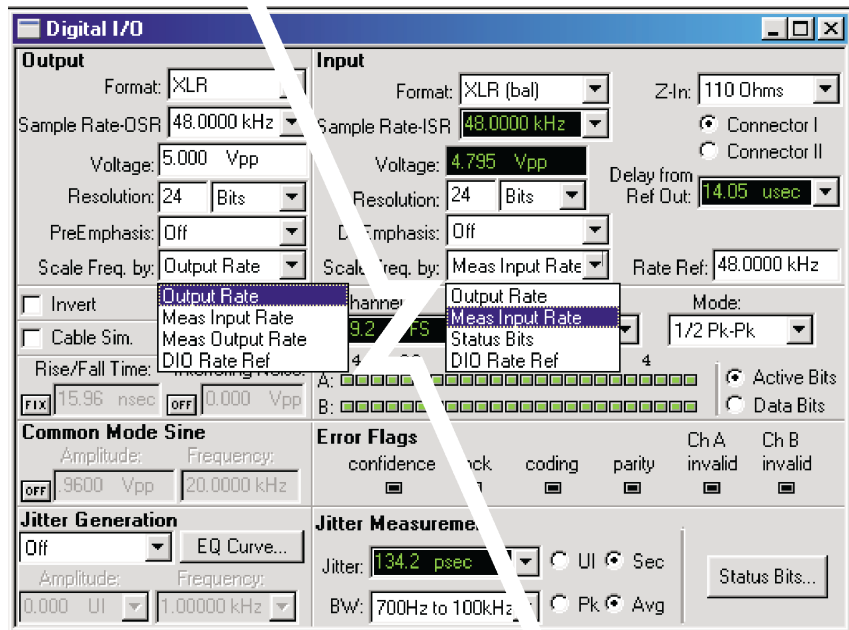 Digital I/O
Output
Format: XLR
Sample Rate-OSR 48.0000 kHz
Voltage: 5.000 Vpp
Resolution: 24 Bits
PreEmphasis: Off
Scale Freq. by: Output Rate
Output Rate
Meas Input Rate
Meas Output Rate
DIO Rate Ref
Invert
Cable Sim.
Rise/Fall Time:
FIX 15.96 nsec OFF 0.000 Vpp
Common Mode Sine
Amplitude: Frequency:
OFF .9600 Vpp 20.0000 kHz
Jitter Generation
Off EQ Curve...
Amplitude: Frequency:
0.000 UI 1.00000 kHz
Input
Format: XLR (bal)
Sample Rate-ISR 48.0000 kHz
Voltage: 4.795 Vpp
Resolution: 24 Bits
Emphasis: Off
Scale Freq. by: Meas Input Rate
Output Rate
Meas Input Rate
Status Bits
DIO Rate Ref
Z-In: 110 Ohms
Connector I
Connector II
Delay from
Ref Out: 14.05 usec
Rate Ref: 48.0000 kHz
Mode:
1/2 Pk-Pk
4
A:
B:
Active Bits
Data Bits
Error Flags
confidence coding parity Ch A invalid Ch B invalid
Jitter
Jitter: 134.2 psec UI Sec
BW: 700Hz to 100kHz Pk Avg
Status Bits...